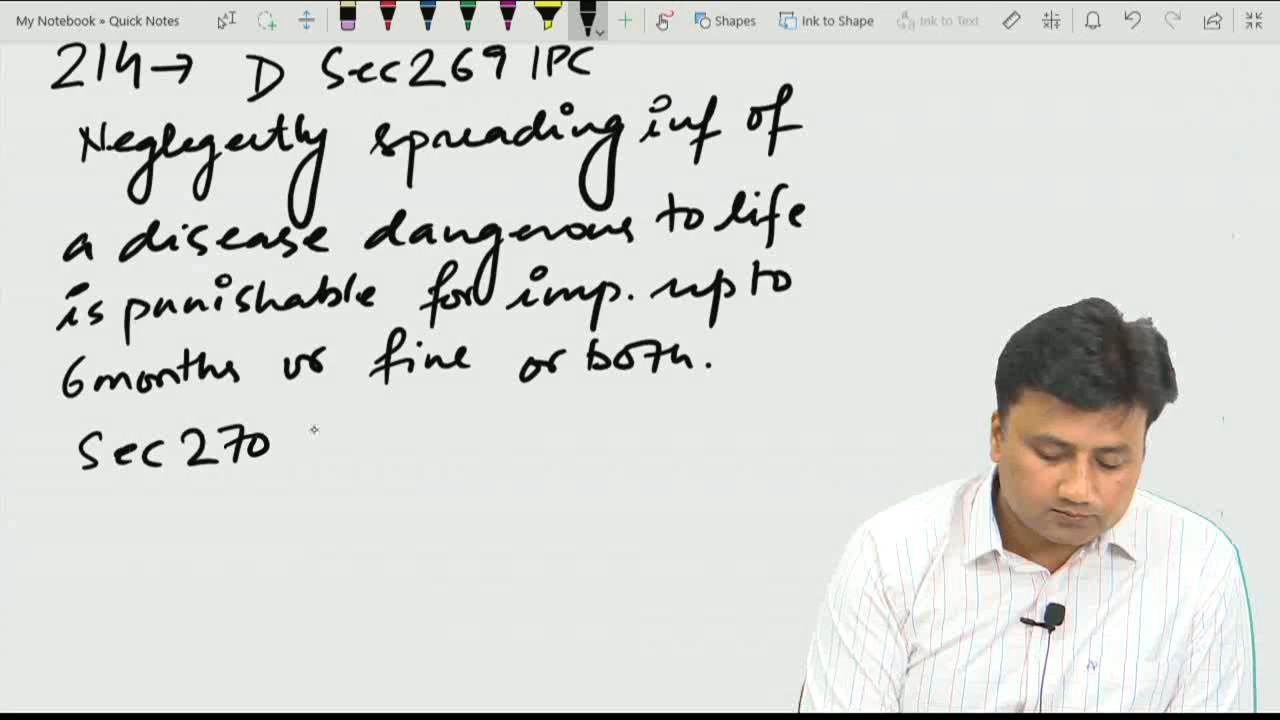 My Notebook » Quick Notes
Shapes
Ink to Shape
Ink to Text
214→ D Sec 269 IPC
Neglegertly spreading inf of
a disease dangerous to life
is punishable for imp. up to
6 months or fine or both.
Sec 270